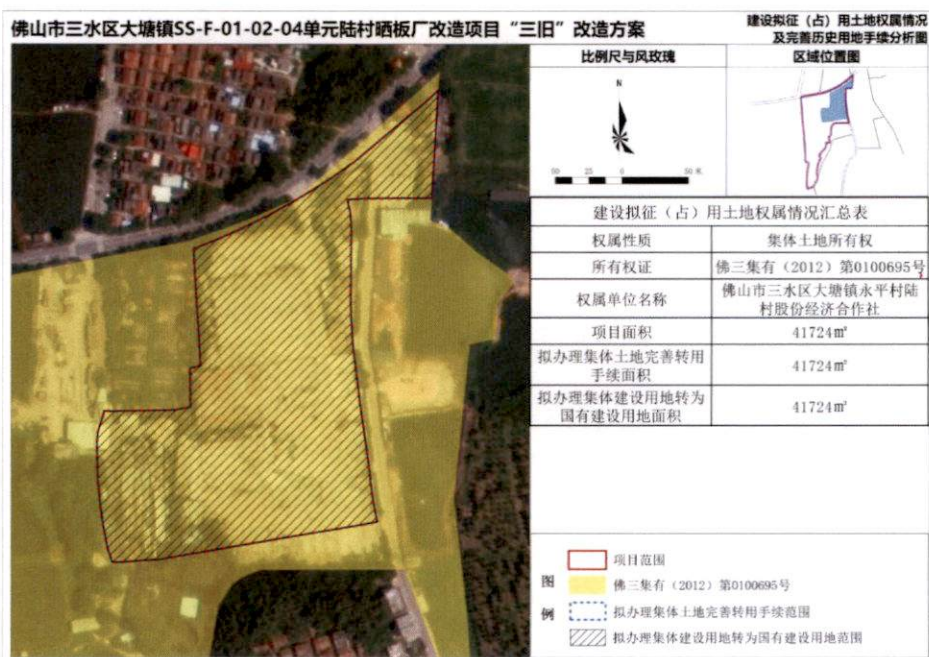 佛山市三水区大塘镇SS-F-01-02-04单元陆村晒板厂改造项目“三旧”改造方案
建设拟征（占）用土地权属情况
及完善历史用地手续分析图
比例尺与风玫瑰
区域位置图
N
50 25 0 50 米
建设拟征（占）用土地权属情况汇总表
权属性质 集体土地所有权
所有权证 佛三集有（2012）第0100695号
权属单位名称 佛山市三水区大塘镇永平村陆
村股份经济合作社
项目面积 41724㎡
拟办理集体土地完善转用
手续面积 41724㎡
拟办理集体建设用地转为
国有建设用地面积 41724㎡
图例
项目范围
佛三集有（2012）第0100695号
拟办理集体土地完善转用手续范围
拟办理集体建设用地转为国有建设用地范围